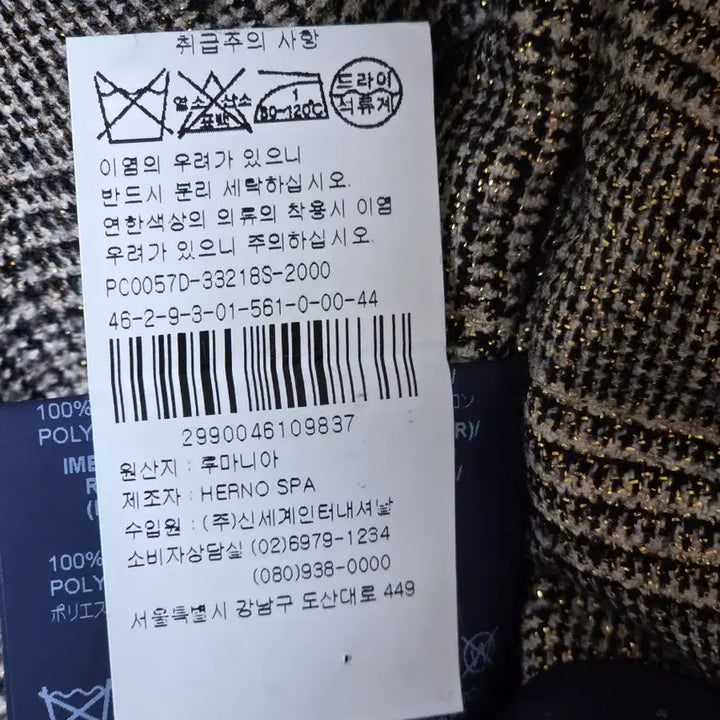 취급주의 사항
염소 산소
표백
1
80-120℃
드라이
석류계
이염의 우려가 있으니
반드시 분리 세탁하십시오.
연한색상의 의류의 착용시 이염
우려가 있으니 주의하십시오.
PC0057D-33218S-2000
46-2-9-3-01-561-0-00-44
2990046109837
원산지 : 루마니아
제조자 : HERNO SPA
수입원 : (주)신세계인터내셔날
소비자상담실 (02)6979-1234
(080)938-0000
서울특별시 강남구 도산대로 449
100%
POLY
R)/
IME
100%
POLY
ポリエス